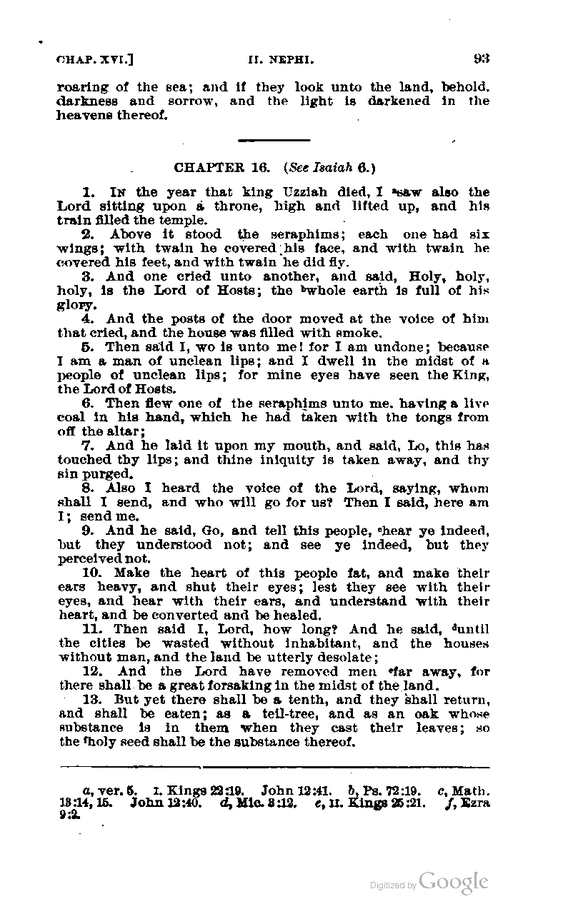 CHAP. XVI.] II. NEPHI. 93
roaring of the sea; and if they look unto the land, behold,
darkness and sorrow, and the light is darkened in the
heavens thereof.
CHAPTER 16. (See Isaiah 6.)
1. IN the year that king Uzziah died, I ᵃsaw also the
Lord sitting upon a throne, high and lifted up, and his
train filled the temple.
2. Above it stood the seraphims; each one had six
wings; with twain he covered his face, and with twain he
covered his feet, and with twain he did fly.
3. And one cried unto another, and said, Holy, holy,
holy, is the Lord of Hosts; the ᵇwhole earth is full of his
glory.
4. And the posts of the door moved at the voice of him
that cried, and the house was filled with smoke.
5. Then said I, wo is unto me! for I am undone; because
I am a man of unclean lips; and I dwell in the midst of a
people of unclean lips; for mine eyes have seen the King,
the Lord of Hosts.
6. Then flew one of the seraphims unto me, having a live
coal in his hand, which he had taken with the tongs from
off the altar;
7. And he laid it upon my mouth, and said, Lo, this has
touched thy lips; and thine iniquity is taken away, and thy
sin purged.
8. Also I heard the voice of the Lord, saying, whom
shall I send, and who will go for us? Then I said, here am
I; send me.
9. And he said, Go, and tell this people, ᶜhear ye indeed,
but they understood not; and see ye indeed, but they
perceived not.
10. Make the heart of this people fat, and make their
ears heavy, and shut their eyes; lest they see with their
eyes, and hear with their ears, and understand with their
heart, and be converted and be healed.
11. Then said I, Lord, how long? And he said, ᵈuntil
the cities be wasted without inhabitant, and the houses
without man, and the land be utterly desolate;
12. And the Lord have removed men ᵉfar away, for
there shall be a great forsaking in the midst of the land.
13. But yet there shall be a tenth, and they shall return,
and shall be eaten; as a teil-tree, and as an oak whose
substance is in them when they cast their leaves; so
the ᶠholy seed shall be the substance thereof.
a, ver. 5. I. Kings 22:19. John 12:41. b, Ps. 72:19. c, Math.
13:14, 15. John 12:40. d, Mic. 3:12. e, II. Kings 25:21. f, Ezra
9:2.
Digitized by Google